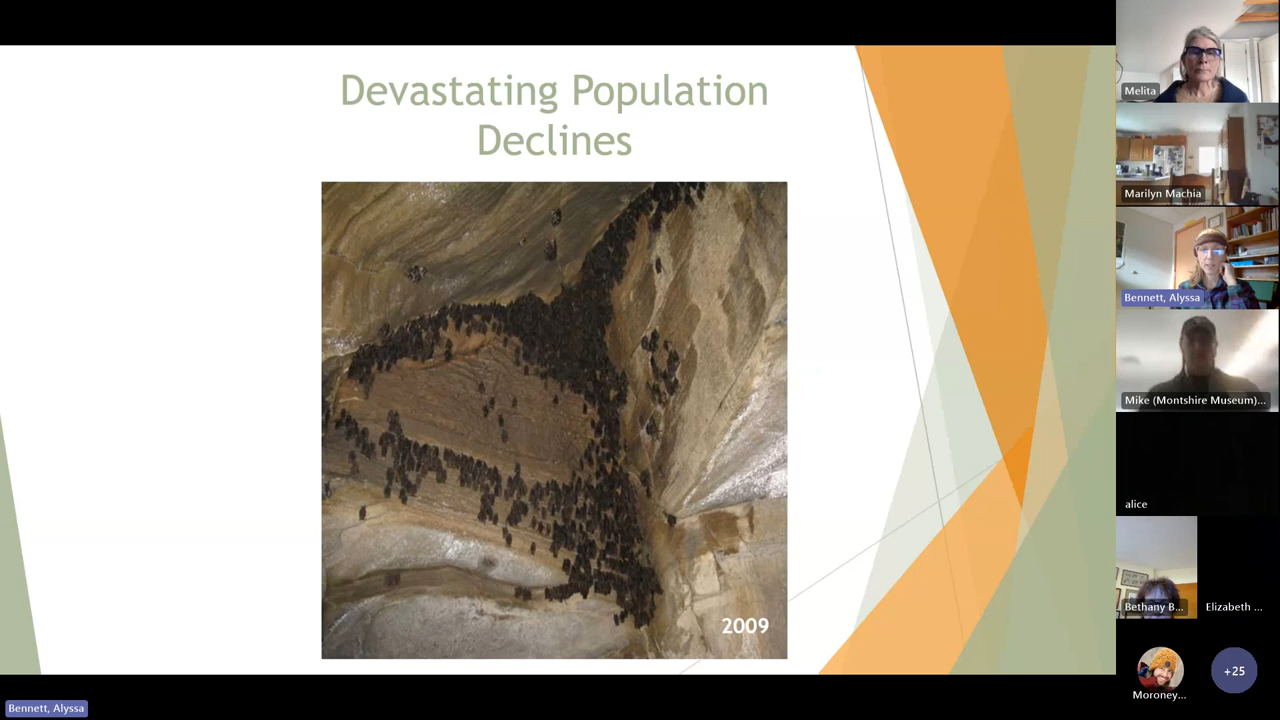 Devastating Population
Declines
2009
Melita
Marilyn Machia
Bennett, Alyssa
Mike (Montshire Museum)...
alice
Bethany B...
Elizabeth ...
Moroney...
+25
Bennett, Alyssa